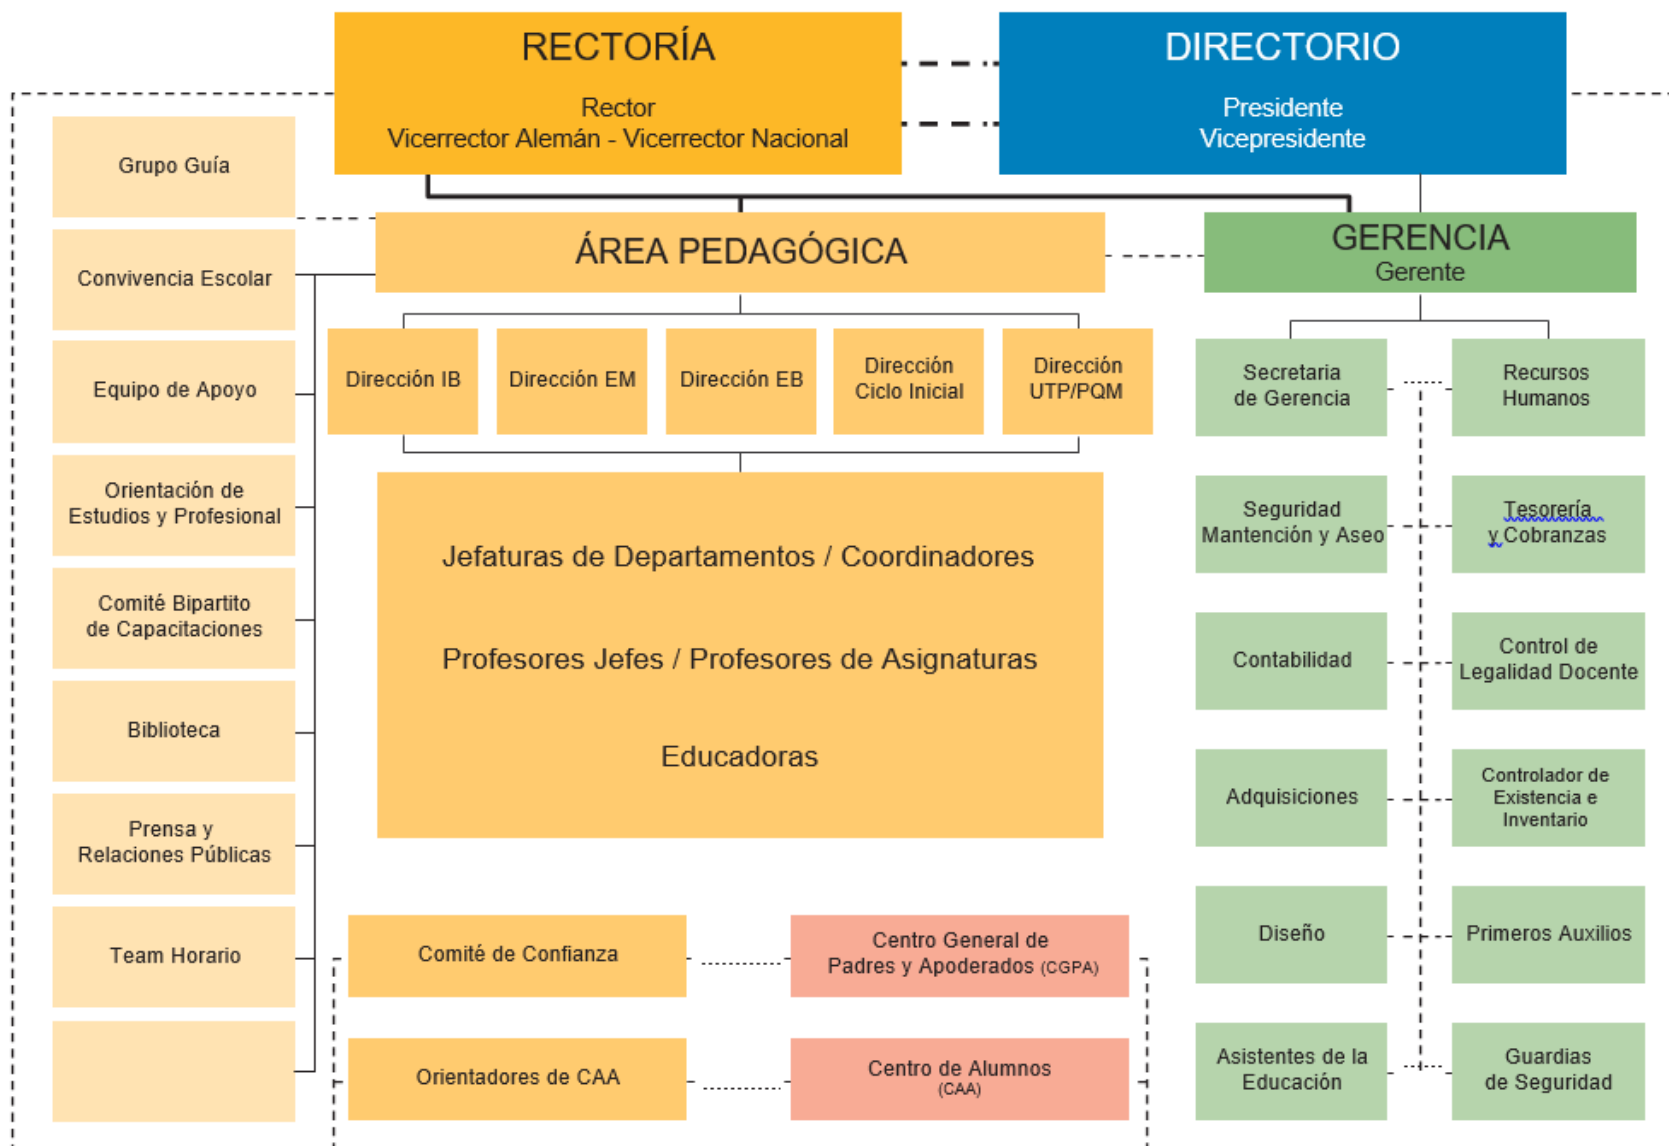 RECTORÍA
Rector
Vicerrector Alemán - Vicerrector Nacional
DIRECTORIO
Presidente
Vicepresidente
Grupo Guía
Convivencia Escolar
Equipo de Apoyo
Orientación de
Estudios y Profesional
Comité Bipartito
de Capacitaciones
Biblioteca
Prensa y
Relaciones Públicas
Team Horario
ÁREA PEDAGÓGICA
Dirección IB
Dirección EM
Dirección EB
Dirección
Ciclo Inicial
Dirección
UTP/PQM
Jefaturas de Departamentos / Coordinadores
Profesores Jefes / Profesores de Asignaturas
Educadoras
Comité de Confianza
Centro General de
Padres y Apoderados (CGPA)
Orientadores de CAA
Centro de Alumnos
(CAA)
GERENCIA
Gerente
Secretaria
de Gerencia
Recursos
Humanos
Seguridad
Mantención y Aseo
Tesorería
y Cobranzas
Contabilidad
Control de
Legalidad Docente
Adquisiciones
Controlador de
Existencia e
Inventario
Diseño
Primeros Auxilios
Asistentes de la
Educación
Guardias
de Seguridad